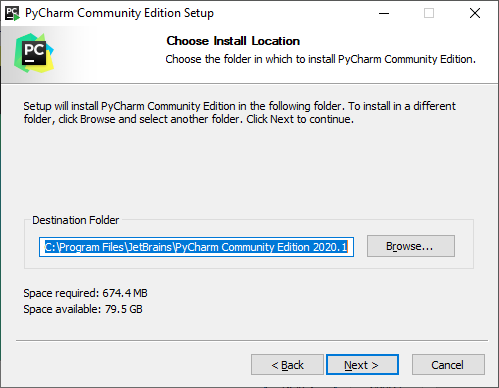 PyCharm Community Edition Setup
PC
Choose Install Location
Choose the folder in which to install PyCharm Community Edition.
Setup will install PyCharm Community Edition in the following folder. To install in a different
folder, click Browse and select another folder. Click Next to continue.
Destination Folder
C:\Program Files\JetBrains\PyCharm Community Edition 2020.1
Browse...
Space required: 674.4 MB
Space available: 79.5 GB
< Back
Next >
Cancel